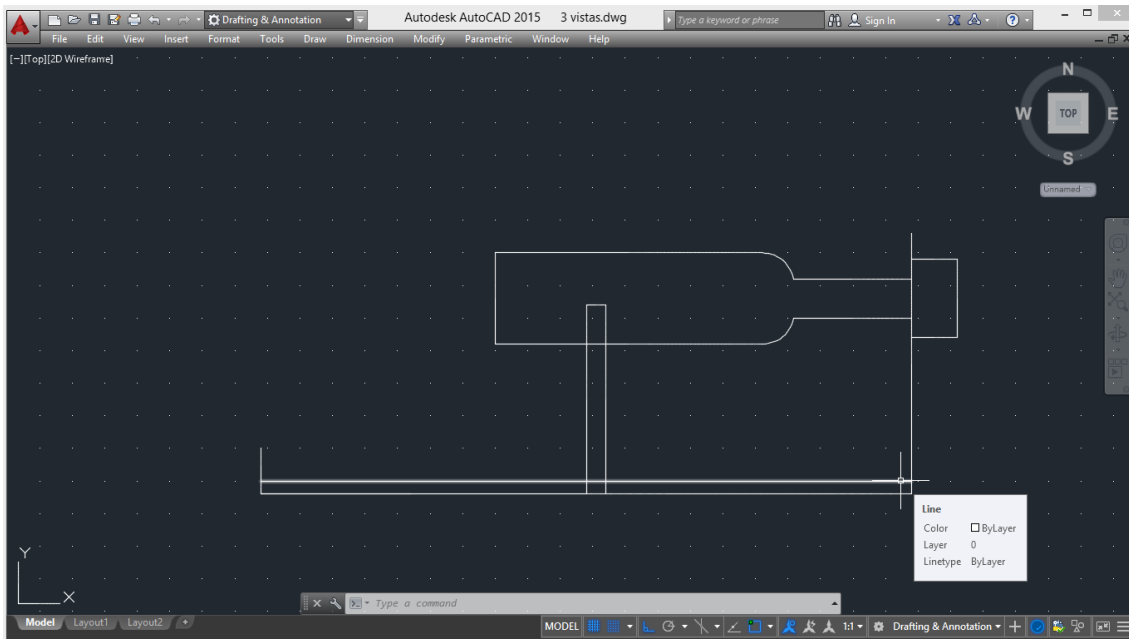 Drafting & Annotation Autodesk AutoCAD 2015 3 vistas.dwg Type a keyword or phrase Sign In
File Edit View Insert Format Tools Draw Dimension Modify Parametric Window Help
[−][Top][2D Wireframe]
N
W TOP E
S
Unnamed
Line
Color ByLayer
Layer 0
Linetype ByLayer
Y
X
Type a command
Model Layout1 Layout2 + MODEL 1:1 Drafting & Annotation